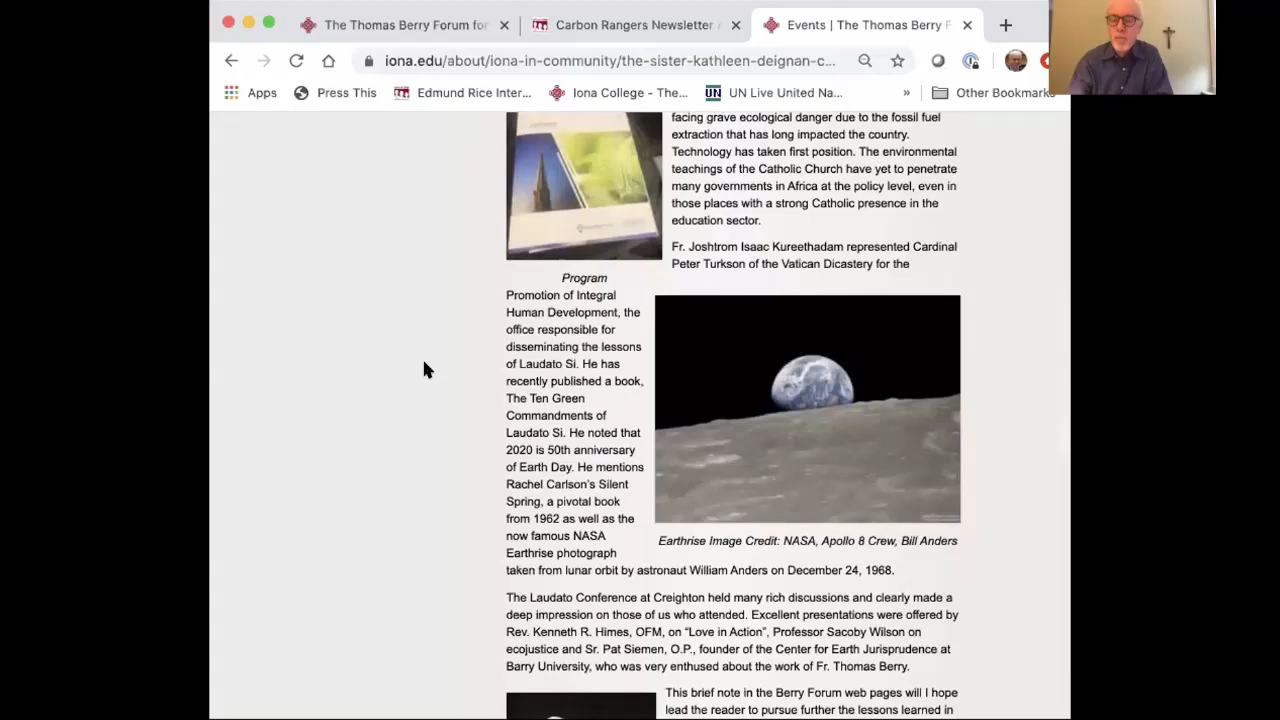 The Thomas Berry Forum for
Carbon Rangers Newsletter
Events | The Thomas Berry F
iona.edu/about/iona-in-community/the-sister-kathleen-deignan-c...
Apps
Press This
Edmund Rice Inter...
Iona College - The...
UN
UN Live United Na...
»
Other Bookmarks
facing grave ecological danger due to the fossil fuel
extraction that has long impacted the country.
Technology has taken first position. The environmental
teachings of the Catholic Church have yet to penetrate
many governments in Africa at the policy level, even in
those places with a strong Catholic presence in the
education sector.
Fr. Joshtrom Isaac Kureethadam represented Cardinal
Peter Turkson of the Vatican Dicastery for the
Program
Promotion of Integral
Human Development, the
office responsible for
disseminating the lessons
of Laudato Si. He has
recently published a book,
The Ten Green
Commandments of
Laudato Si. He noted that
2020 is 50th anniversary
of Earth Day. He mentions
Rachel Carlson's Silent
Spring, a pivotal book
from 1962 as well as the
now famous NASA
Earthrise photograph
Earthrise Image Credit: NASA, Apollo 8 Crew, Bill Anders
taken from lunar orbit by astronaut William Anders on December 24, 1968.
The Laudato Conference at Creighton held many rich discussions and clearly made a
deep impression on those of us who attended. Excellent presentations were offered by
Rev. Kenneth R. Himes, OFM, on “Love in Action”, Professor Sacoby Wilson on
ecojustice and Sr. Pat Siemen, O.P., founder of the Center for Earth Jurisprudence at
Barry University, who was very enthused about the work of Fr. Thomas Berry.
This brief note in the Berry Forum web pages will I hope
lead the reader to pursue further the lessons learned in